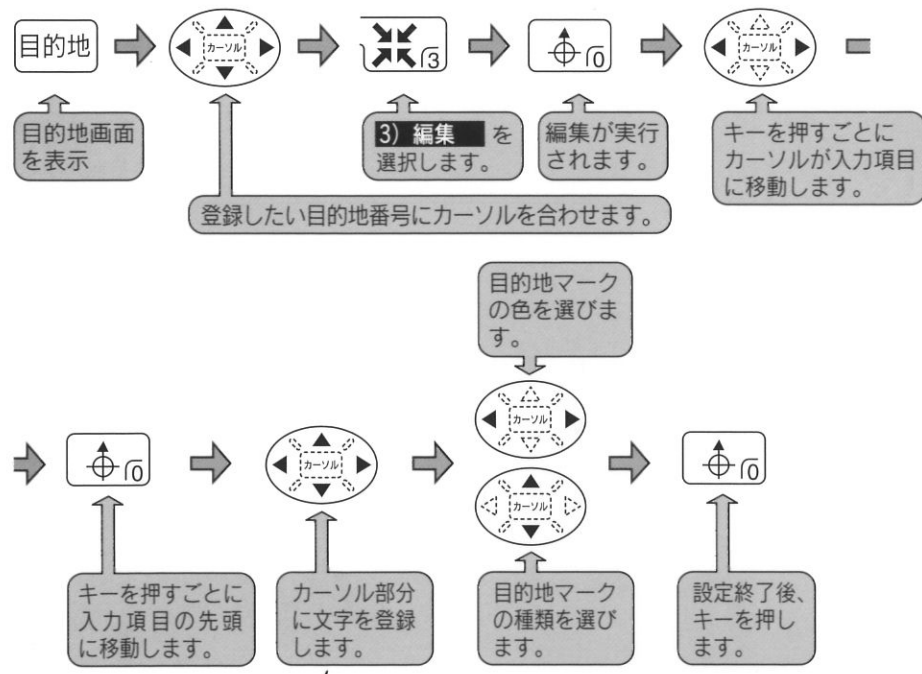 目的地
カーソル
3
0
カーソル
目的地画面
を表示
3) 編集 を
選択します。
編集が実行
されます。
キーを押すごとに
カーソルが入力項目
に移動します。
登録したい目的地番号にカーソルを合わせます。
目的地マーク
の色を選びま
す。
カーソル
0
カーソル
カーソル
0
キーを押すごとに
入力項目の先頭
に移動します。
カーソル部分
に文字を登録
します。
目的地マーク
の種類を選び
ます。
設定終了後、
キーを押し
ます。